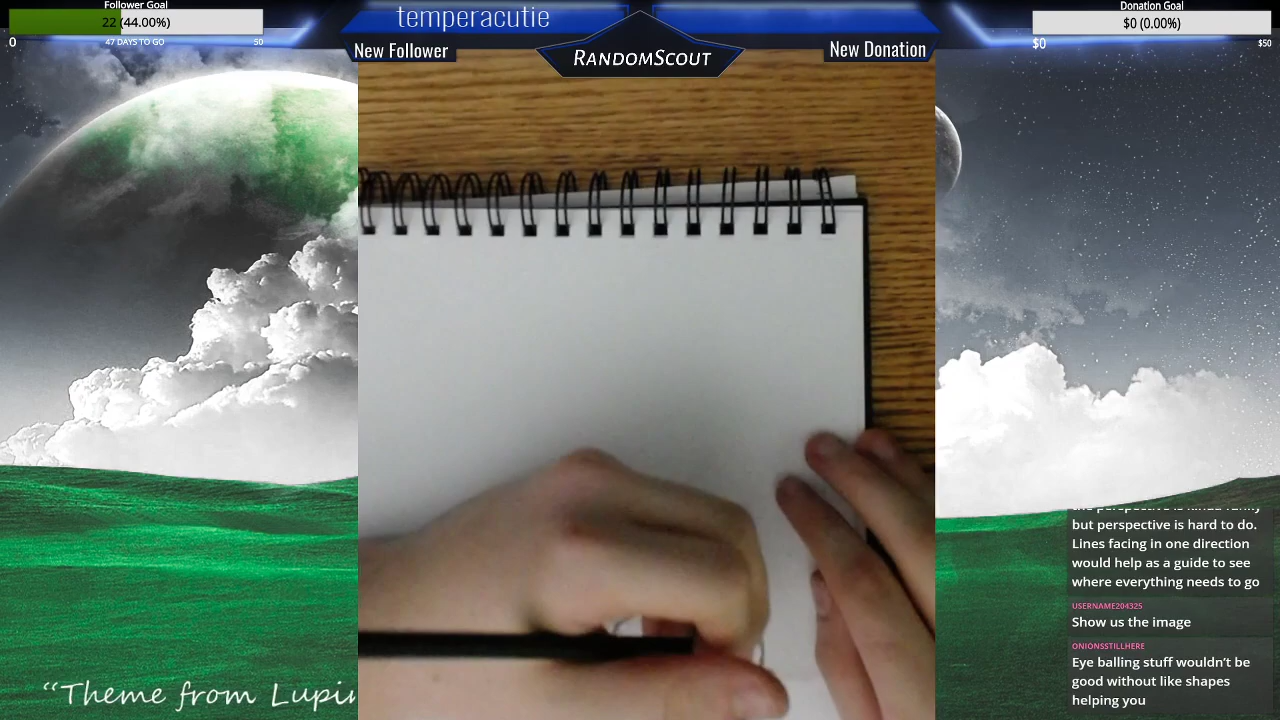 Follower Goal
22 (44.00%)
0
47 DAYS TO GO
50
temperacutie
New Follower
RANDOMSCOUT
New Donation
Donation Goal
$0 (0.00%)
$0
$50
but perspective is hard to do.
Lines facing in one direction
would help as a guide to see
where everything needs to go
USERNAME204325
Show us the image
ONIONSSTILLHERE
Eye balling stuff wouldn't be
good without like shapes
helping you
"Theme from Lupin